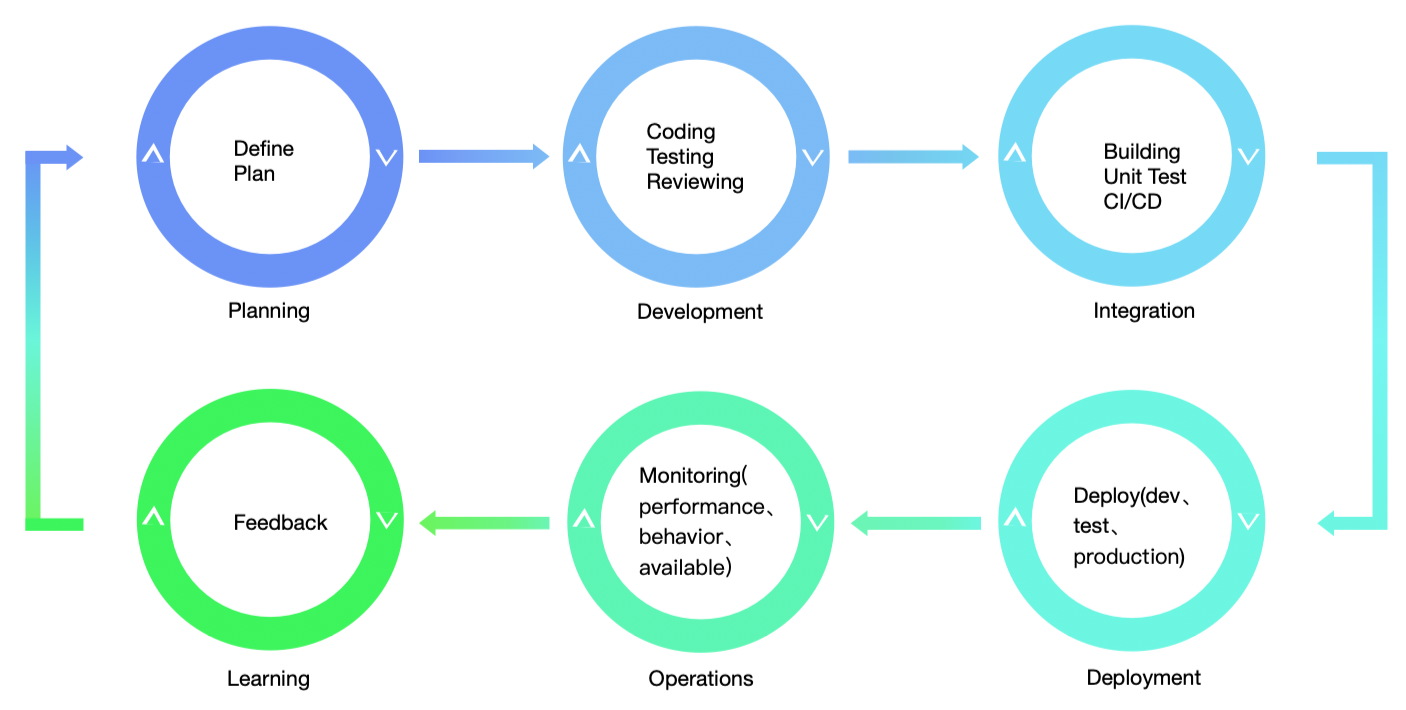 Define
Plan
Coding
Testing
Reviewing
Building
Unit Test
CI/CD
Planning
Development
Integration
Feedback
Monitoring(
performance、
behavior、
available)
Deploy(dev、
test、
production)
Learning
Operations
Deployment